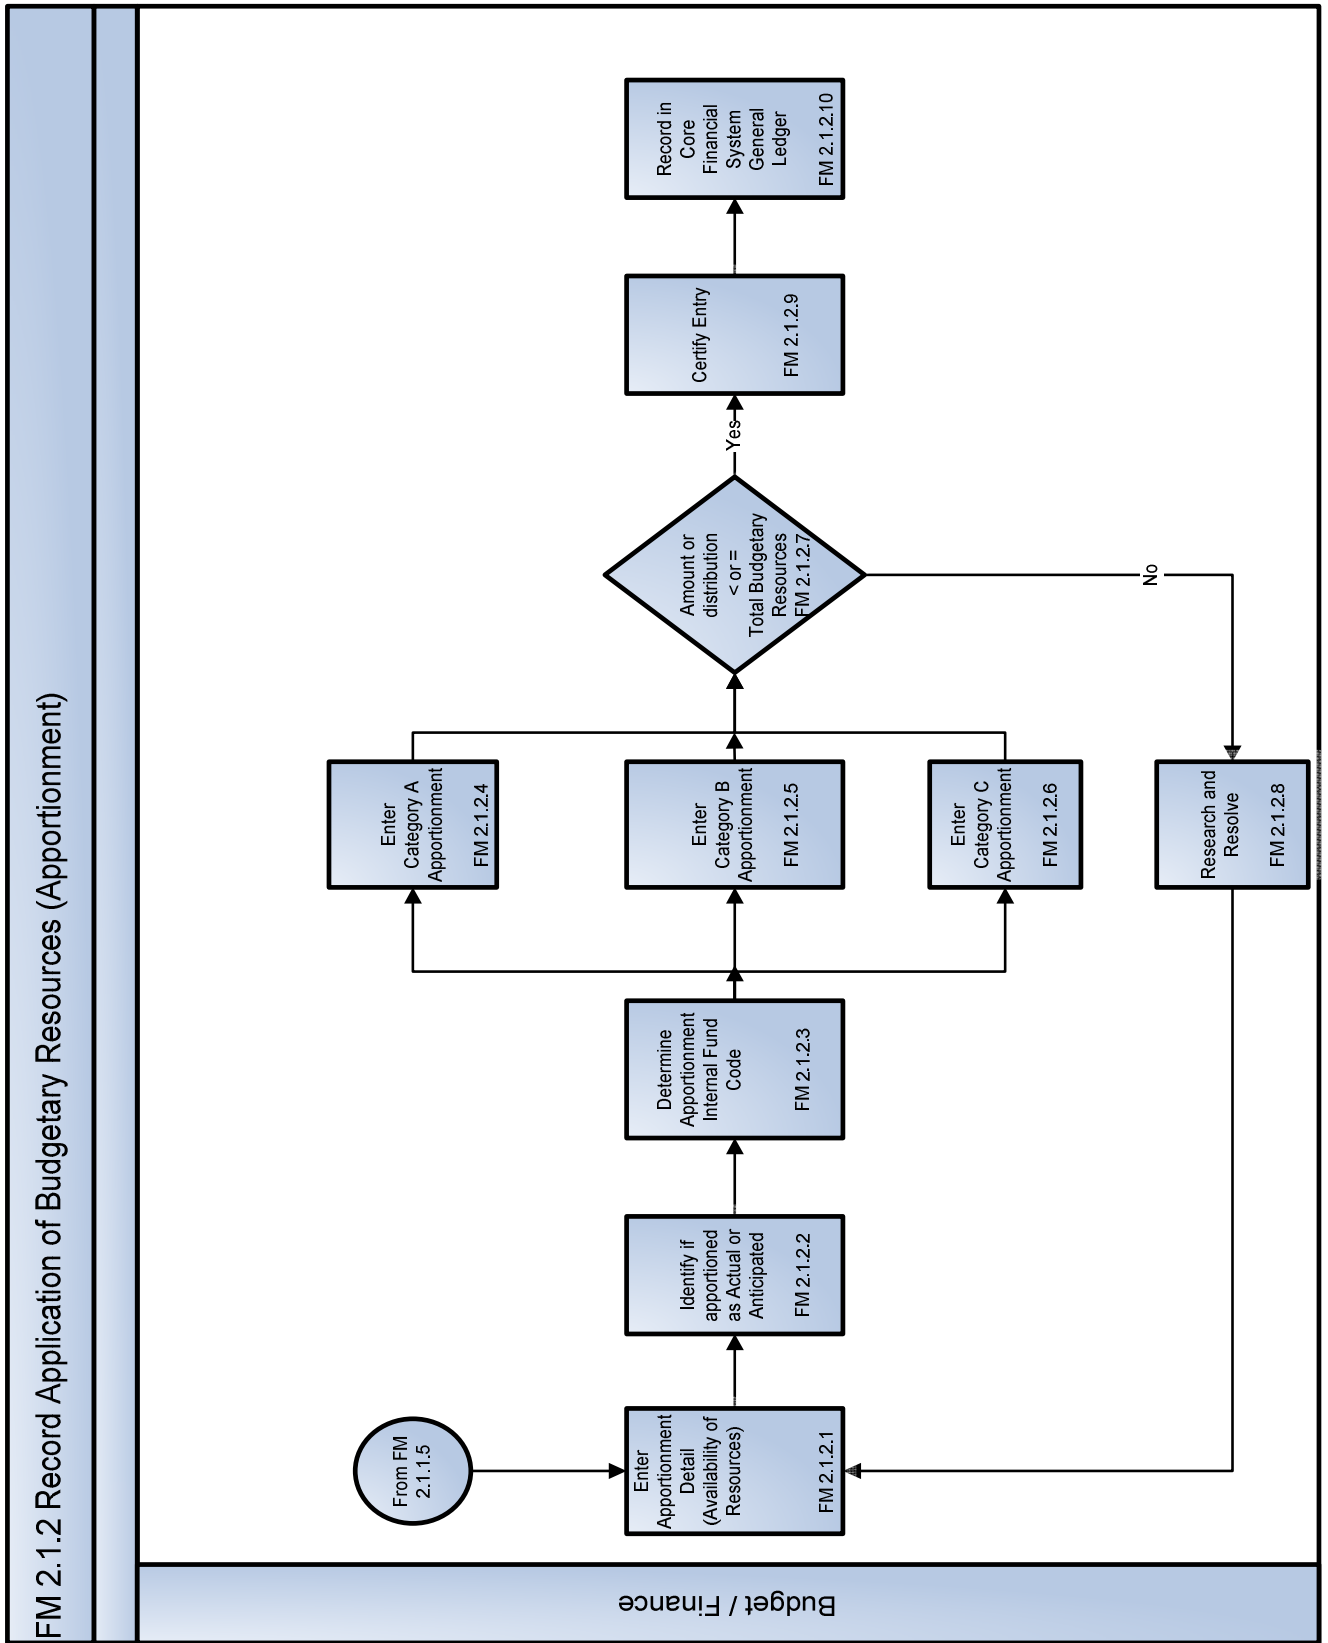 FM 2.1.2 Record Application of Budgetary Resources (Apportionment)
Budget / Finance
From FM
2.1.1.5
Enter
Apportionment
Detail
(Availability of
Resources)
FM 2.1.2.1
Identify if
apportioned
as Actual or
Anticipated
FM 2.1.2.2
Determine
Apportionment
Internal Fund
Code
FM 2.1.2.3
Enter
Category A
Apportionment
FM 2.1.2.4
Enter
Category B
Apportionment
FM 2.1.2.5
Enter
Category C
Apportionment
FM 2.1.2.6
Amount or
distribution
< or =
Total Budgetary
Resources
FM 2.1.2.7
Yes
No
Research and
Resolve
FM 2.1.2.8
Certify Entry
FM 2.1.2.9
Record in
Core
Financial
System
General
Ledger
FM 2.1.2.10